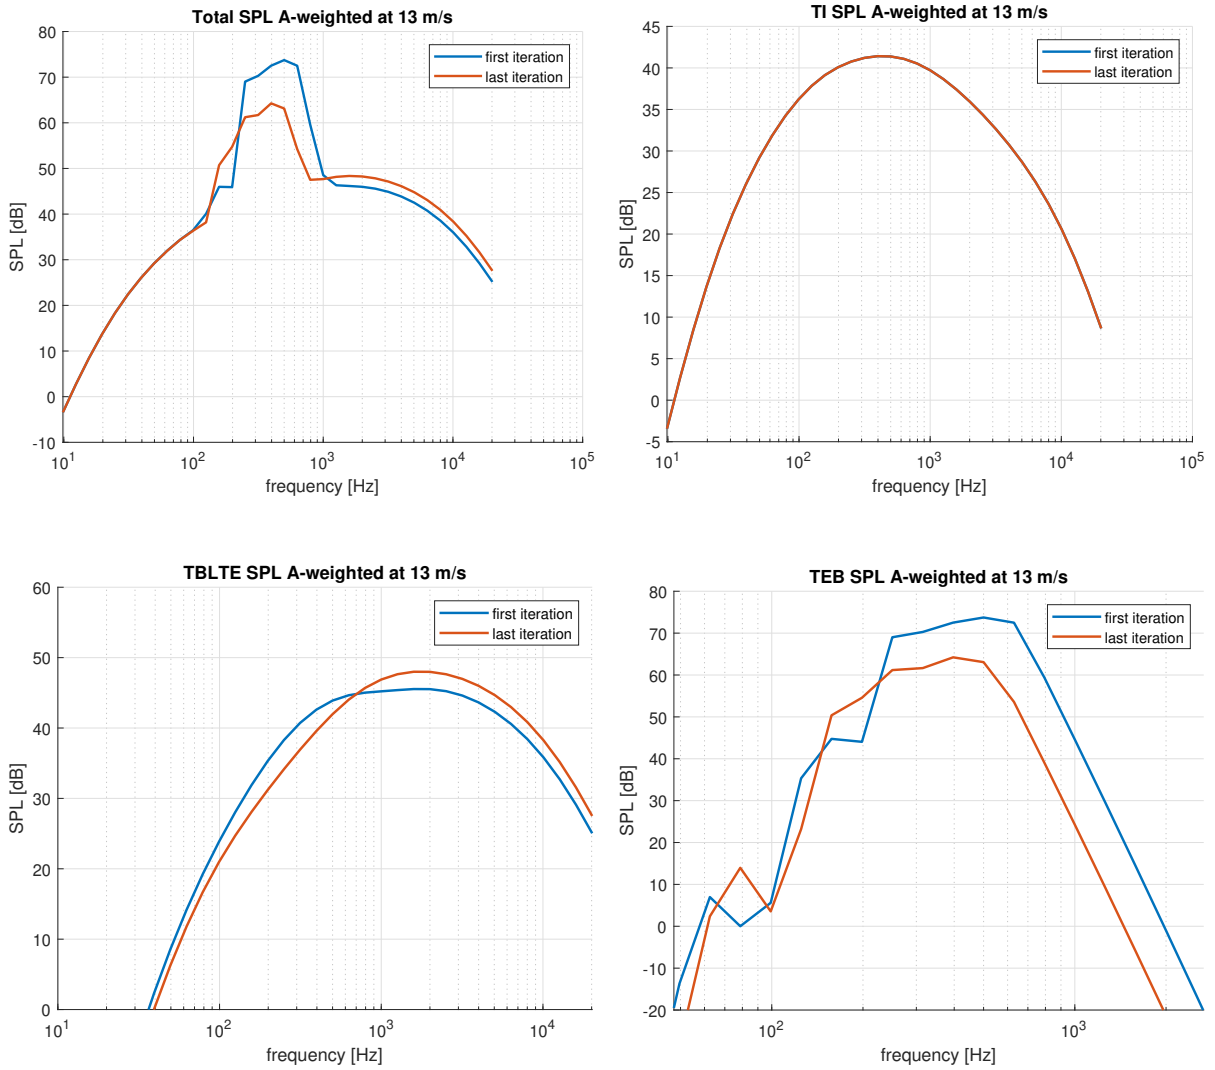 Total SPL A-weighted at 13 m/s
80
70
60
50
40
30
20
10
0
-10
SPL [dB]
first iteration
last iteration
10^1 10^2 10^3 10^4 10^5
frequency [Hz]
TI SPL A-weighted at 13 m/s
45
40
35
30
25
20
15
10
5
0
-5
SPL [dB]
first iteration
last iteration
10^1 10^2 10^3 10^4 10^5
frequency [Hz]
TBLTE SPL A-weighted at 13 m/s
60
50
40
30
20
10
0
SPL [dB]
first iteration
last iteration
10^1 10^2 10^3 10^4
frequency [Hz]
TEB SPL A-weighted at 13 m/s
80
70
60
50
40
30
20
10
0
-10
-20
SPL [dB]
first iteration
last iteration
10^2 10^3
frequency [Hz]